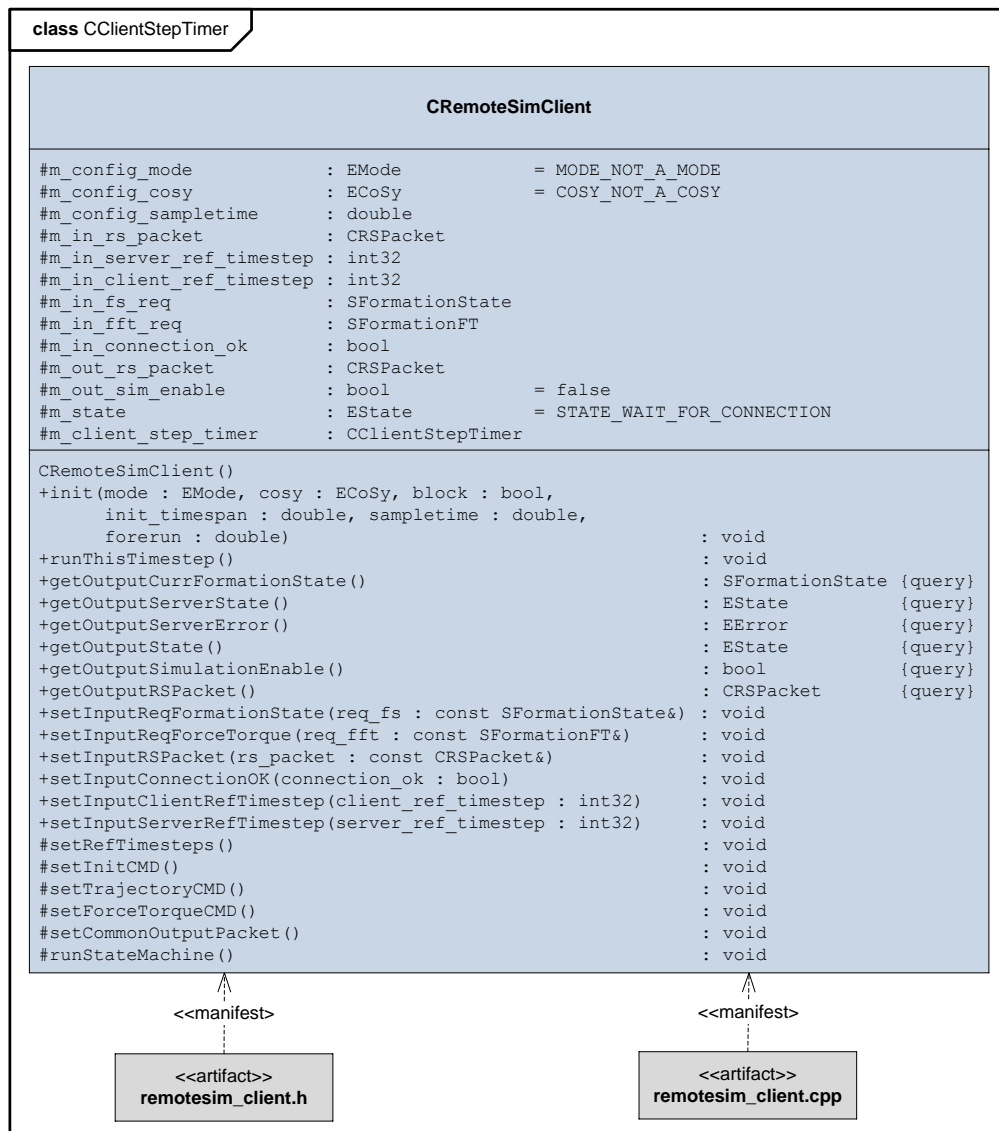 class CClientStepTimer
CRemoteSimClient
#m_config_mode : EMode = MODE_NOT_A_MODE
#m_config_cosy : ECoSy = COSY_NOT_A_COSY
#m_config_sampletime : double
#m_in_rs_packet : CRSPacket
#m_in_server_ref_timestep : int32
#m_in_client_ref_timestep : int32
#m_in_fs_req : SFormationState
#m_in_fft_req : SFormationFT
#m_in_connection_ok : bool
#m_out_rs_packet : CRSPacket
#m_out_sim_enable : bool = false
#m_state : EState = STATE_WAIT_FOR_CONNECTION
#m_client_step_timer : CClientStepTimer
CRemoteSimClient()
+init(mode : EMode, cosy : ECoSy, block : bool,
init_timespan : double, sampletime : double,
forerun : double) : void
+runThisTimestep() : void
+getOutputCurrFormationState() : SFormationState {query}
+getOutputServerState() : EState {query}
+getOutputServerError() : EError {query}
+getOutputState() : EState {query}
+getOutputSimulationEnable() : bool {query}
+getOutputRSPacket() : CRSPacket {query}
+setInputReqFormationState(req_fs : const SFormationState&) : void
+setInputReqForceTorque(req_fft : const SFormationFT&) : void
+setInputRSPacket(rs_packet : const CRSPacket&) : void
+setInputConnectionOK(connection_ok : bool) : void
+setInputClientRefTimestep(client_ref_timestep : int32) : void
+setInputServerRefTimestep(server_ref_timestep : int32) : void
#setRefTimesteps() : void
#setInitCMD() : void
#setTrajectoryCMD() : void
#setForceTorqueCMD() : void
#setCommonOutputPacket() : void
#runStateMachine() : void
<<manifest> <<manifest>
<<artifact>>
remotesim_client.h
<<artifact>>
remotesim_client.cpp